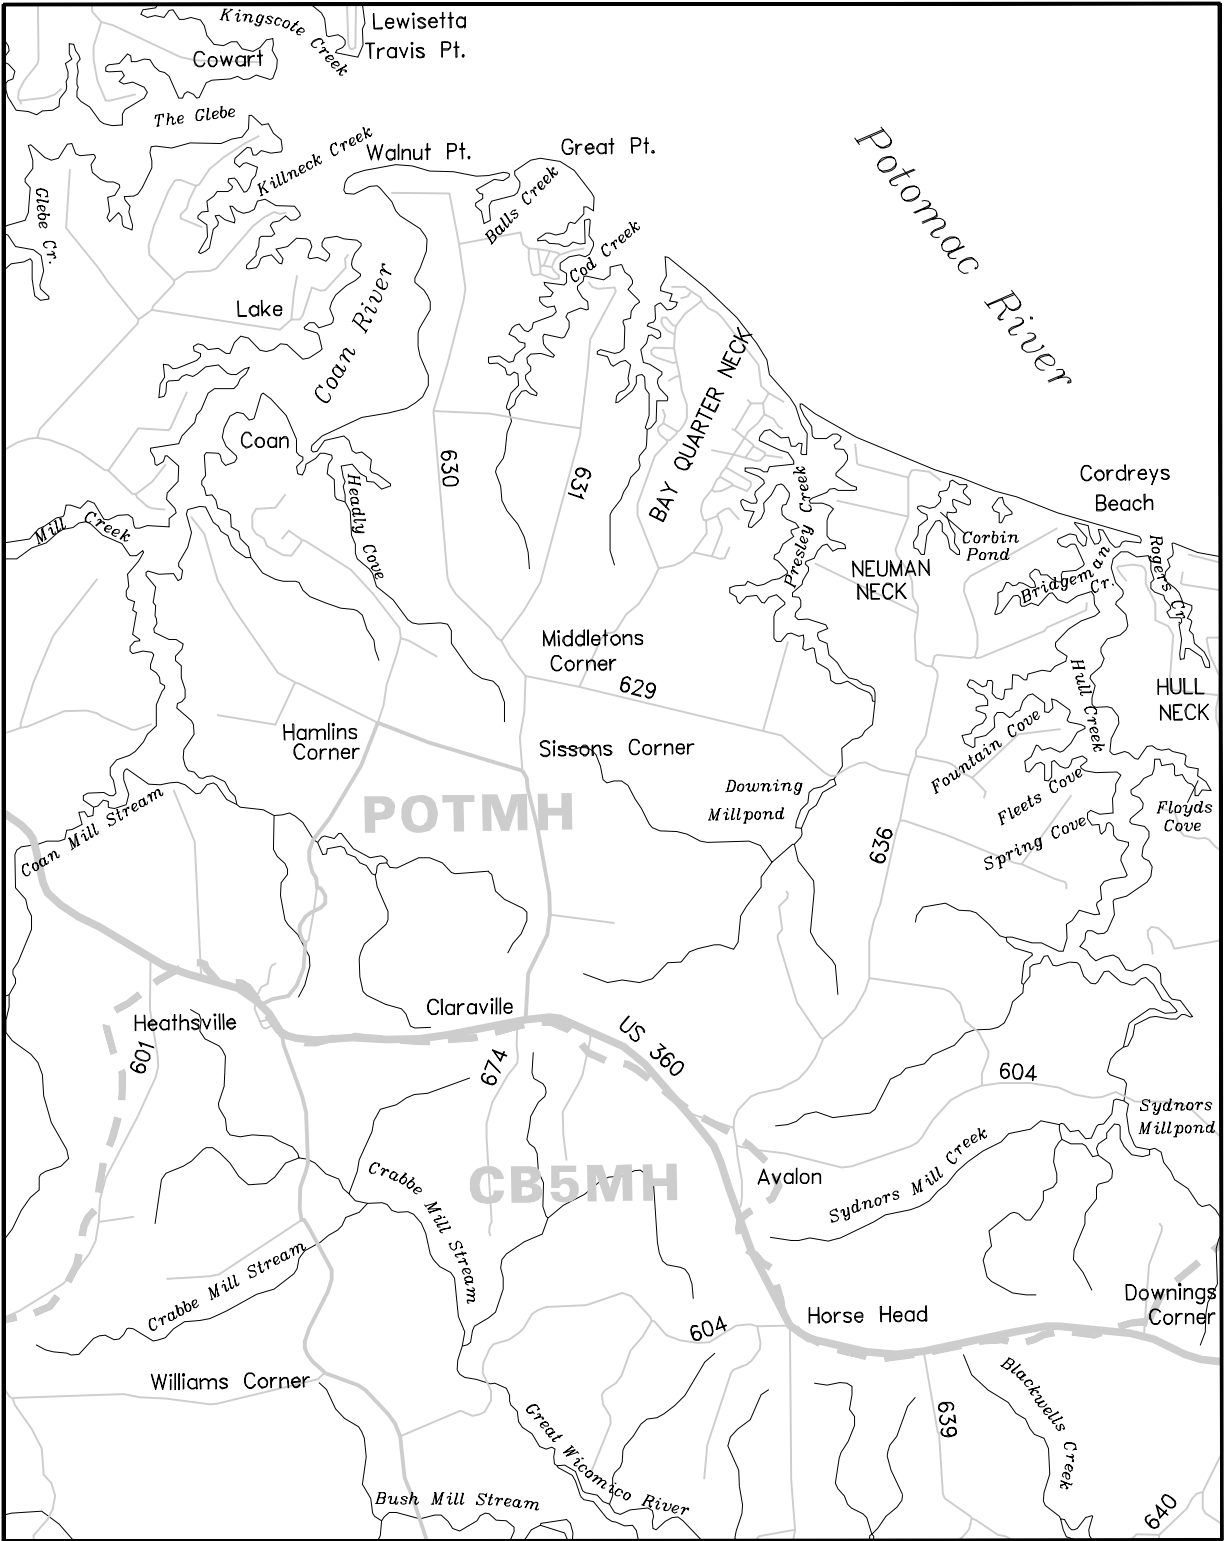 Kingscote Creek
Lewisetta
Travis Pt.
Cowart
The Glebe
Killneck Creek
Walnut Pt.
Great Pt.
Potomac River
Glebe Cr.
Balls Creek
Cod Creek
Lake
Coan River
BAY QUARTER NECK
Coan
630
631
Headly Cove
Presley Creek
Cordreys
Beach
Mill Creek
Corbin
Pond
Rogers Cr.
Bridgeman
Cr.
NEUMAN
NECK
Middletons
Corner
629
Hull Creek
HULL
NECK
Hamlins
Corner
Sissons Corner
Fountain Cove
Downing
Millpond
Fleets Cove
Floyds
Cove
POTMH
Coan Mill Stream
636
Spring Cove
Claraville
Heathsville
US 360
601
674
604
Sydnors
Millpond
Crabbe Mill Stream
CB5MH
Avalon
Sydnors Mill Creek
Crabbe Mill Stream
Downings
Corner
604
Horse Head
Williams Corner
Blackwells Creek
Great Wicomico River
639
Bush Mill Stream
640